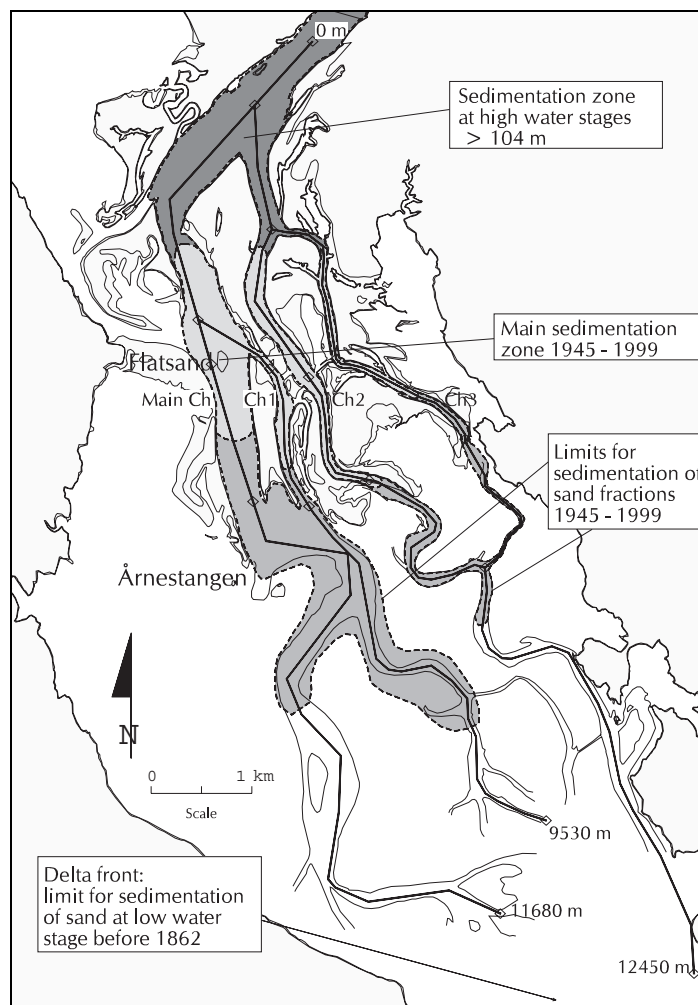 0 m
Sedimentation zone
at high water stages
> 104 m
Main sedimentation
zone 1945 - 1999
Flatsand
Main Ch
Ch1
Ch2
Ch3
Limits for
sedimentation of
sand fractions
1945 - 1999
Årnestangen
N
0 1 km
Scale
9530 m
Delta front:
limit for sedimentation
of sand at low water
stage before 1862
11680 m
12450 m